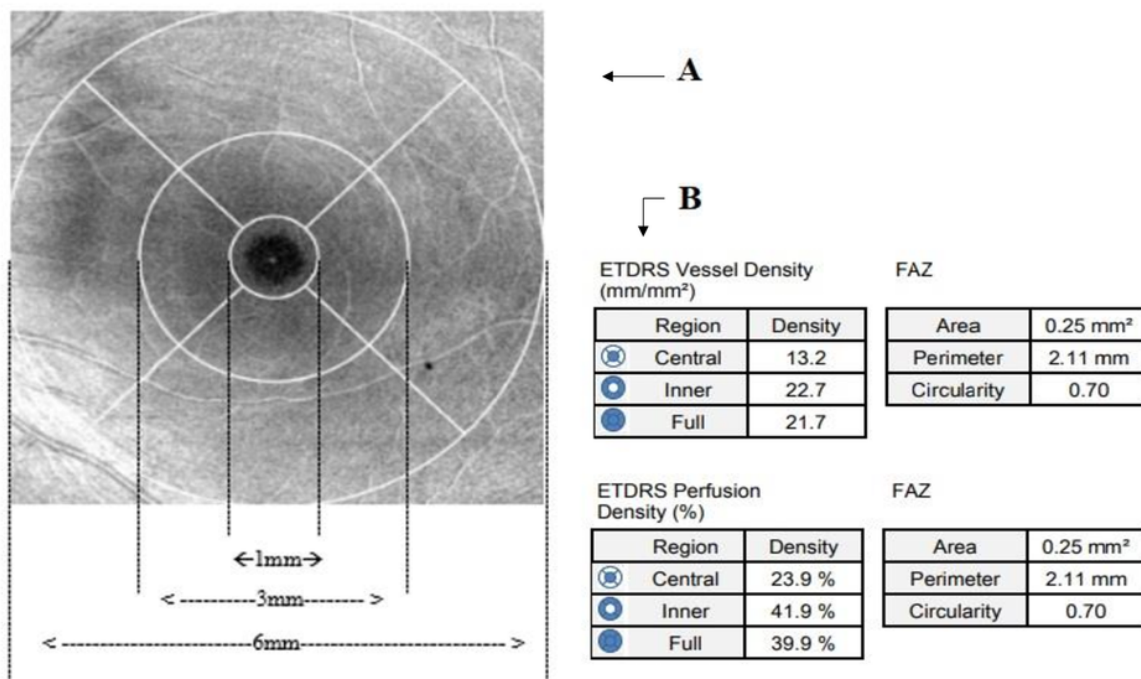 A
B
ETDRS Vessel Density
(mm/mm²)
FAZ
Region Density
Central 13.2
Inner 22.7
Full 21.7
Area 0.25 mm²
Perimeter 2.11 mm
Circularity 0.70
ETDRS Perfusion
Density (%)
FAZ
Region Density
Central 23.9 %
Inner 41.9 %
Full 39.9 %
Area 0.25 mm²
Perimeter 2.11 mm
Circularity 0.70
1mm
3mm
6mm